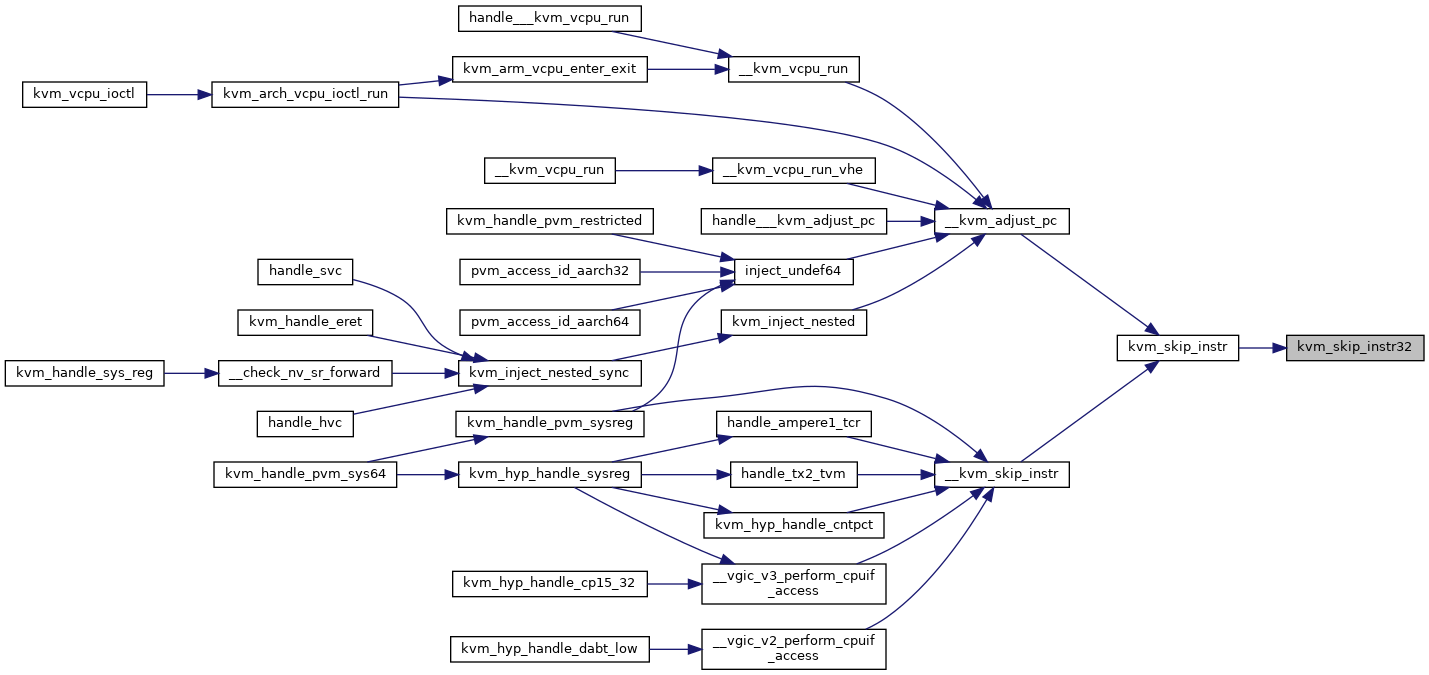 handle___kvm_vcpu_run
kvm_arm_vcpu_enter_exit
__kvm_vcpu_run
kvm_vcpu_ioctl
kvm_arch_vcpu_ioctl_run
__kvm_vcpu_run
__kvm_vcpu_run_vhe
kvm_handle_pvm_restricted
handle___kvm_adjust_pc
__kvm_adjust_pc
handle_svc
pvm_access_id_aarch32
inject_undef64
kvm_handle_eret
pvm_access_id_aarch64
kvm_inject_nested
kvm_skip_instr
kvm_skip_instr32
kvm_handle_sys_reg
__check_nv_sr_forward
kvm_inject_nested_sync
handle_hvc
kvm_handle_pvm_sysreg
handle_ampere1_tcr
kvm_handle_pvm_sys64
kvm_hyp_handle_sysreg
handle_tx2_tvm
__kvm_skip_instr
kvm_hyp_handle_cntpct
kvm_hyp_handle_cp15_32
__vgic_v3_perform_cpuif
_access
kvm_hyp_handle_dabt_low
__vgic_v2_perform_cpuif
_access